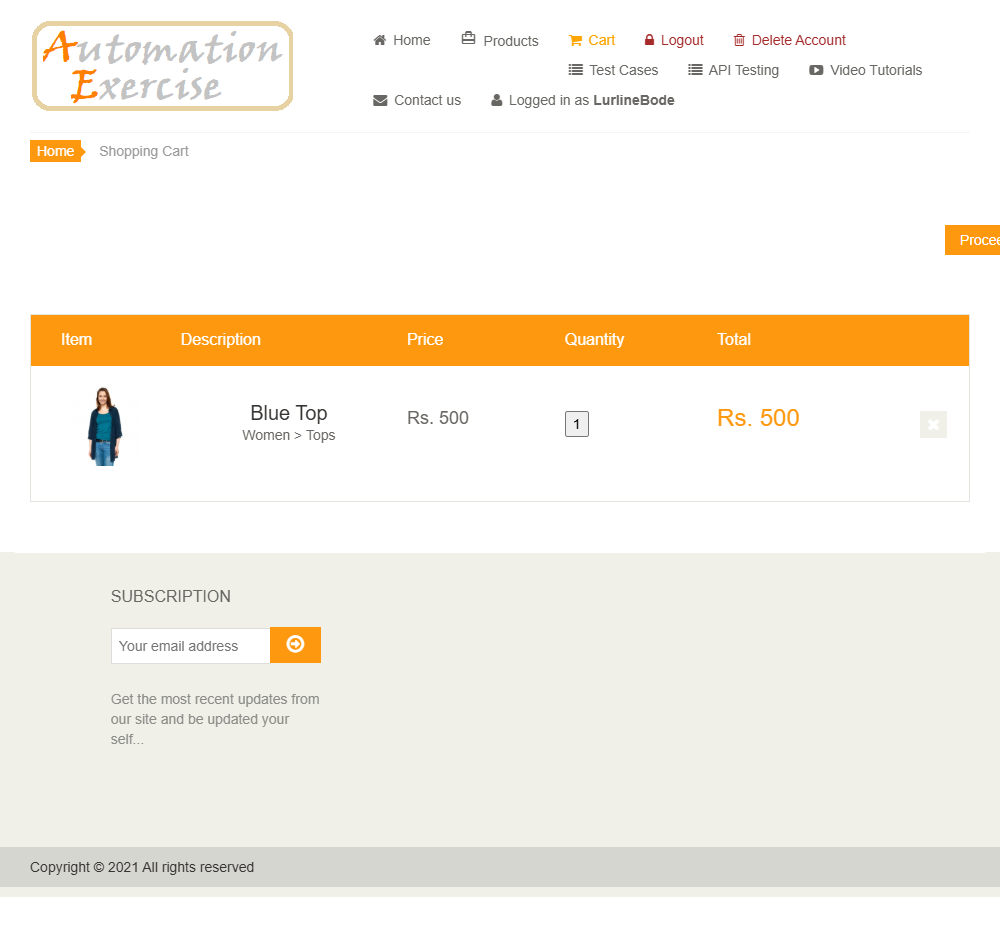 Automation
Exercise
Home
Products
Cart
Logout
Delete Account
Test Cases
API Testing
Video Tutorials
Contact us
Logged in as LurlineBode
Home
Shopping Cart
Procee
Item Description Price Quantity Total
Blue Top
Women > Tops
Rs. 500
1
Rs. 500
SUBSCRIPTION
Your email address
Get the most recent updates from
our site and be updated your
self...
Copyright © 2021 All rights reserved